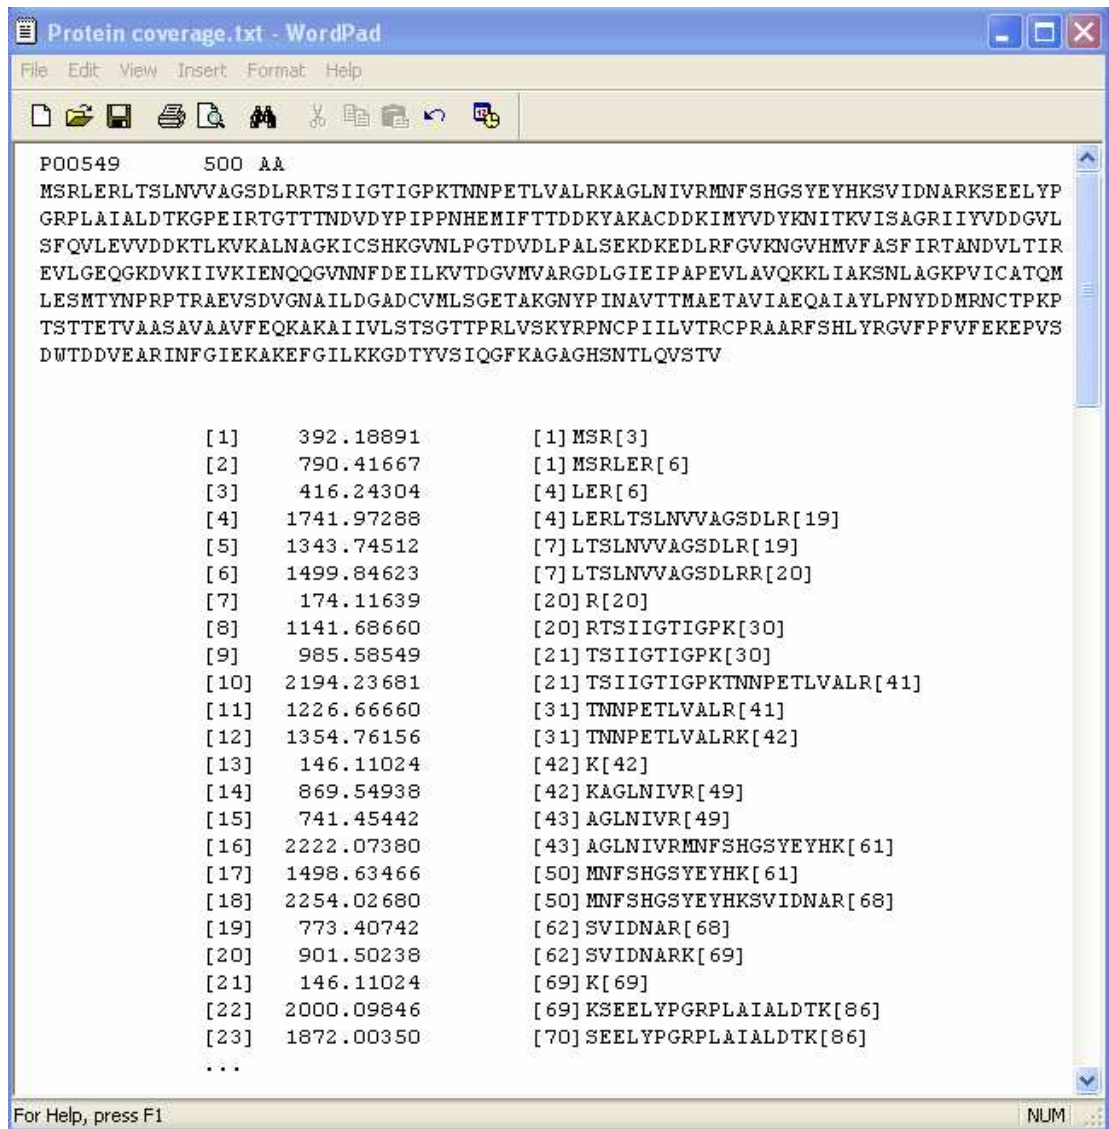 Protein coverage.txt - WordPad
File Edit View Insert Format Help
P00549 500 AA
MSRLERLTSLNVVAGSDLRRTSIIGTIGPKTNNPETLVALRKAGLNIVRMNFSHGSYEYHKSVIDNARKSEELYP
GRPLAIALDTKGPEIRTGTTTNDVDYPIPPNHEMIFTTDDKYAKACDDKIMYVDYKNITKVISAGRIIYVDDGVL
SFQVLEVVDDKTLKVKALNAGKICSHKGVNLPGTDVDLPALSEKDKEDLRFGVKNGVHMVFASFIRTANDVLTIR
EVLGEQGKDVKIIVKIENQQGVNNFDEILKVTDGVMVARGDLGIEIPAPEVLAVQKKLIAKSNLAGKPVICATQM
LESMTYNPRPTRAEVSDVGNAILDGADCVMLSGETAKGNYPINAVTTMAETAVIAEQAIAYLPNYDDMRNCTPKP
TSTTETVAASAVAAVFEQKAKAIIVLSTSGTTPRLVSKYRPNCPIILVTRCPRAARFSHLYRGVFPFVFEKEPVS
DWTDDVEARINFGIEKAKEFGILKKGDTYVSIQGFKAGAGHSNTLQVSTV
[1] 392.18891 [1]MSR[3]
[2] 790.41667 [1]MSRLER[6]
[3] 416.24304 [4]LER[6]
[4] 1741.97288 [4]LERLTSLNVVAGSDLR[19]
[5] 1343.74512 [7]LTSLNVVAGSDLR[19]
[6] 1499.84623 [7]LTSLNVVAGSDLRR[20]
[7] 174.11639 [20]R[20]
[8] 1141.68660 [20]RTSIIGTIGPK[30]
[9] 985.58549 [21]TSIIGTIGPK[30]
[10] 2194.23681 [21]TSIIGTIGPKTNNPETLVALR[41]
[11] 1226.66660 [31]TNNPETLVALR[41]
[12] 1354.76156 [31]TNNPETLVALRK[42]
[13] 146.11024 [42]K[42]
[14] 869.54938 [42]KAGLNIVR[49]
[15] 741.45442 [43]AGLNIVR[49]
[16] 2222.07380 [43]AGLNIVRMNFSHGSYEYHK[61]
[17] 1498.63466 [50]MNFSHGSYEYHK[61]
[18] 2254.02680 [50]MNFSHGSYEYHKSVIDNAR[68]
[19] 773.40742 [62]SVIDNAR[68]
[20] 901.50238 [62]SVIDNARK[69]
[21] 146.11024 [69]K[69]
[22] 2000.09846 [69]KSEELYPGRPLAIALDTK[86]
[23] 1872.00350 [70]SEELYPGRPLAIALDTK[86]
...
For Help, press F1 NUM